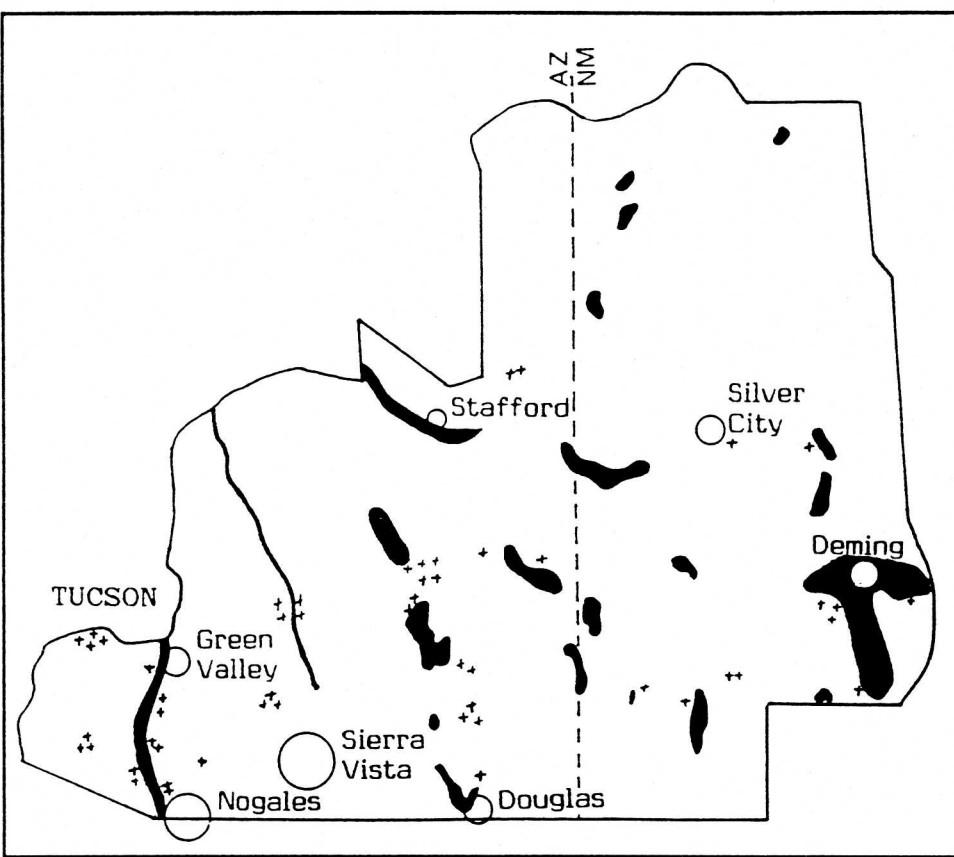 AZ
NM
Silver
City
Stafford
Deming
TUCSON
Green
Valley
Sierra
Vista
Nogales
Douglas